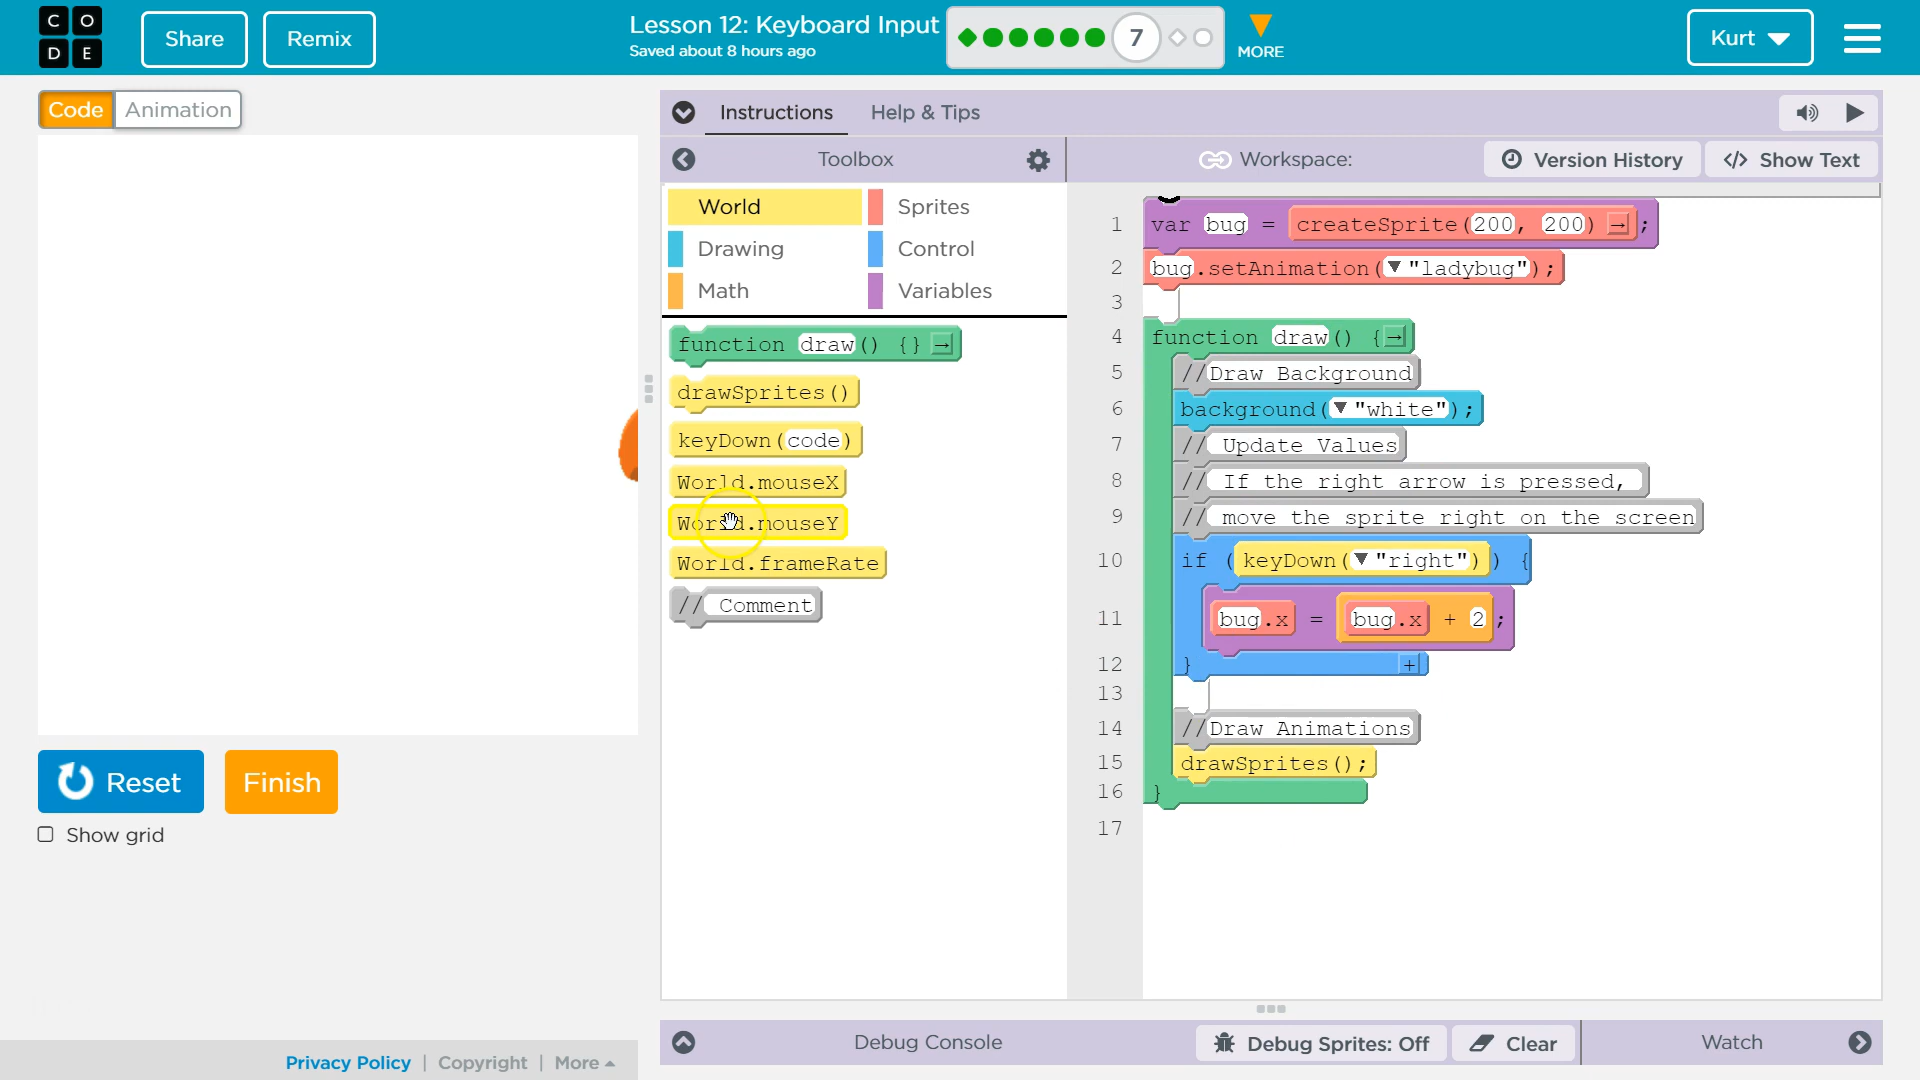 C O
D E
Share
Remix
Lesson 12: Keyboard Input
Saved about 8 hours ago
7
MORE
Kurt
Code
Animation
Instructions
Help & Tips
Toolbox
Workspace:
Version History
</> Show Text
World
Sprites
Drawing
Control
Math
Variables
function draw() {}
drawSprites()
keyDown(code)
World.mouseX
World.mouseY
World.frameRate
// Comment
1 var bug = createSprite(200, 200);
2 bug.setAnimation("ladybug");
3
4 function draw() {
5 //Draw Background
6 background("white");
7 // Update Values
8 // If the right arrow is pressed,
9 // move the sprite right on the screen
10 if (keyDown("right")) {
11 bug.x = bug.x + 2;
12 } +
13
14 //Draw Animations
15 drawSprites();
16 }
17
Reset
Finish
Show grid
Privacy Policy | Copyright | More
Debug Console
Debug Sprites: Off
Clear
Watch